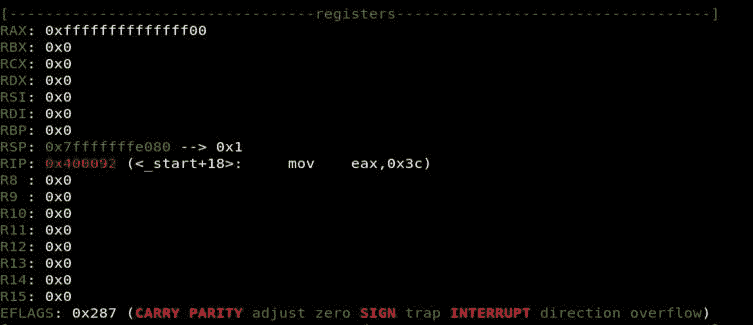 [----------------------------------registers-----------------------------------]
RAX: 0xffffffffffffff00
RBX: 0x0
RCX: 0x0
RDX: 0x0
RSI: 0x0
RDI: 0x0
RBP: 0x0
RSP: 0x7fffffffe080 --> 0x1
RIP: 0x400092 (<_start+18>:     mov    eax,0x3c)
R8 : 0x0
R9 : 0x0
R10: 0x0
R11: 0x0
R12: 0x0
R13: 0x0
R14: 0x0
R15: 0x0
EFLAGS: 0x287 (CARRY PARITY adjust zero SIGN trap INTERRUPT direction overflow)